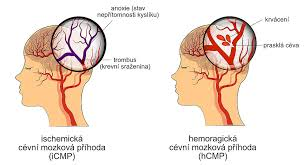 anoxie (stav
nepřítomnosti kyslíku)
trombus
(krevní sraženina)
ischemická
cévní mozková příhoda
(iCMP)
krvácení
prasklá céva
hemoragická
cévní mozková příhoda
(hCMP)